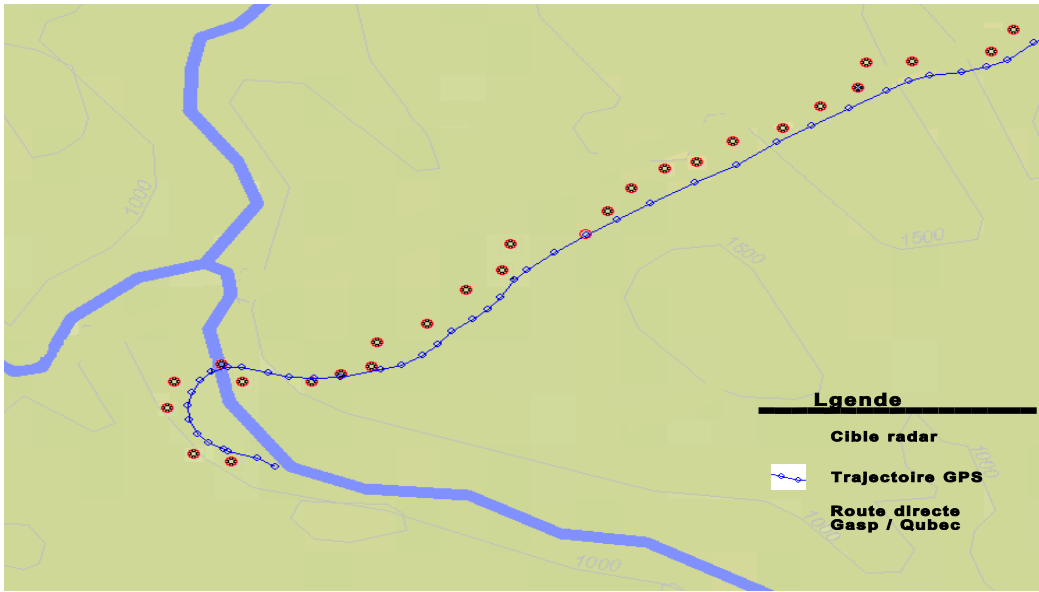 1000
1500
1500
Lgende
Cible radar
Trajectoire GPS
Route directe
Gasp / Qubec
1000
1000
1000